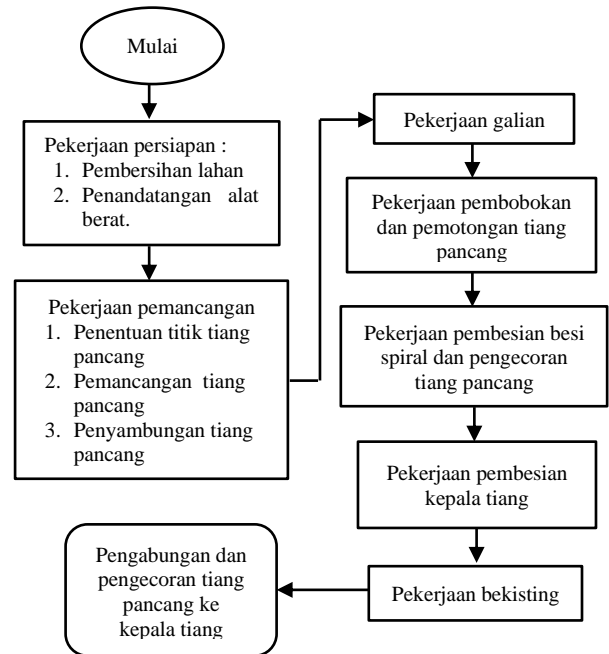 Mulai
Pekerjaan persiapan :
1. Pembersihan lahan
2. Penandatangan alat
berat.
Pekerjaan pemancangan
1. Penentuan titik tiang
pancang
2. Pemancangan tiang
pancang
3. Penyambungan tiang
pancang
Pekerjaan galian
Pekerjaan pembobokan
dan pemotongan tiang
pancang
Pekerjaan pembesian besi
spiral dan pengecoran
tiang pancang
Pekerjaan pembesian
kepala tiang
Pekerjaan bekisting
Pengabungan dan
pengecoran tiang
pancang ke
kepala tiang